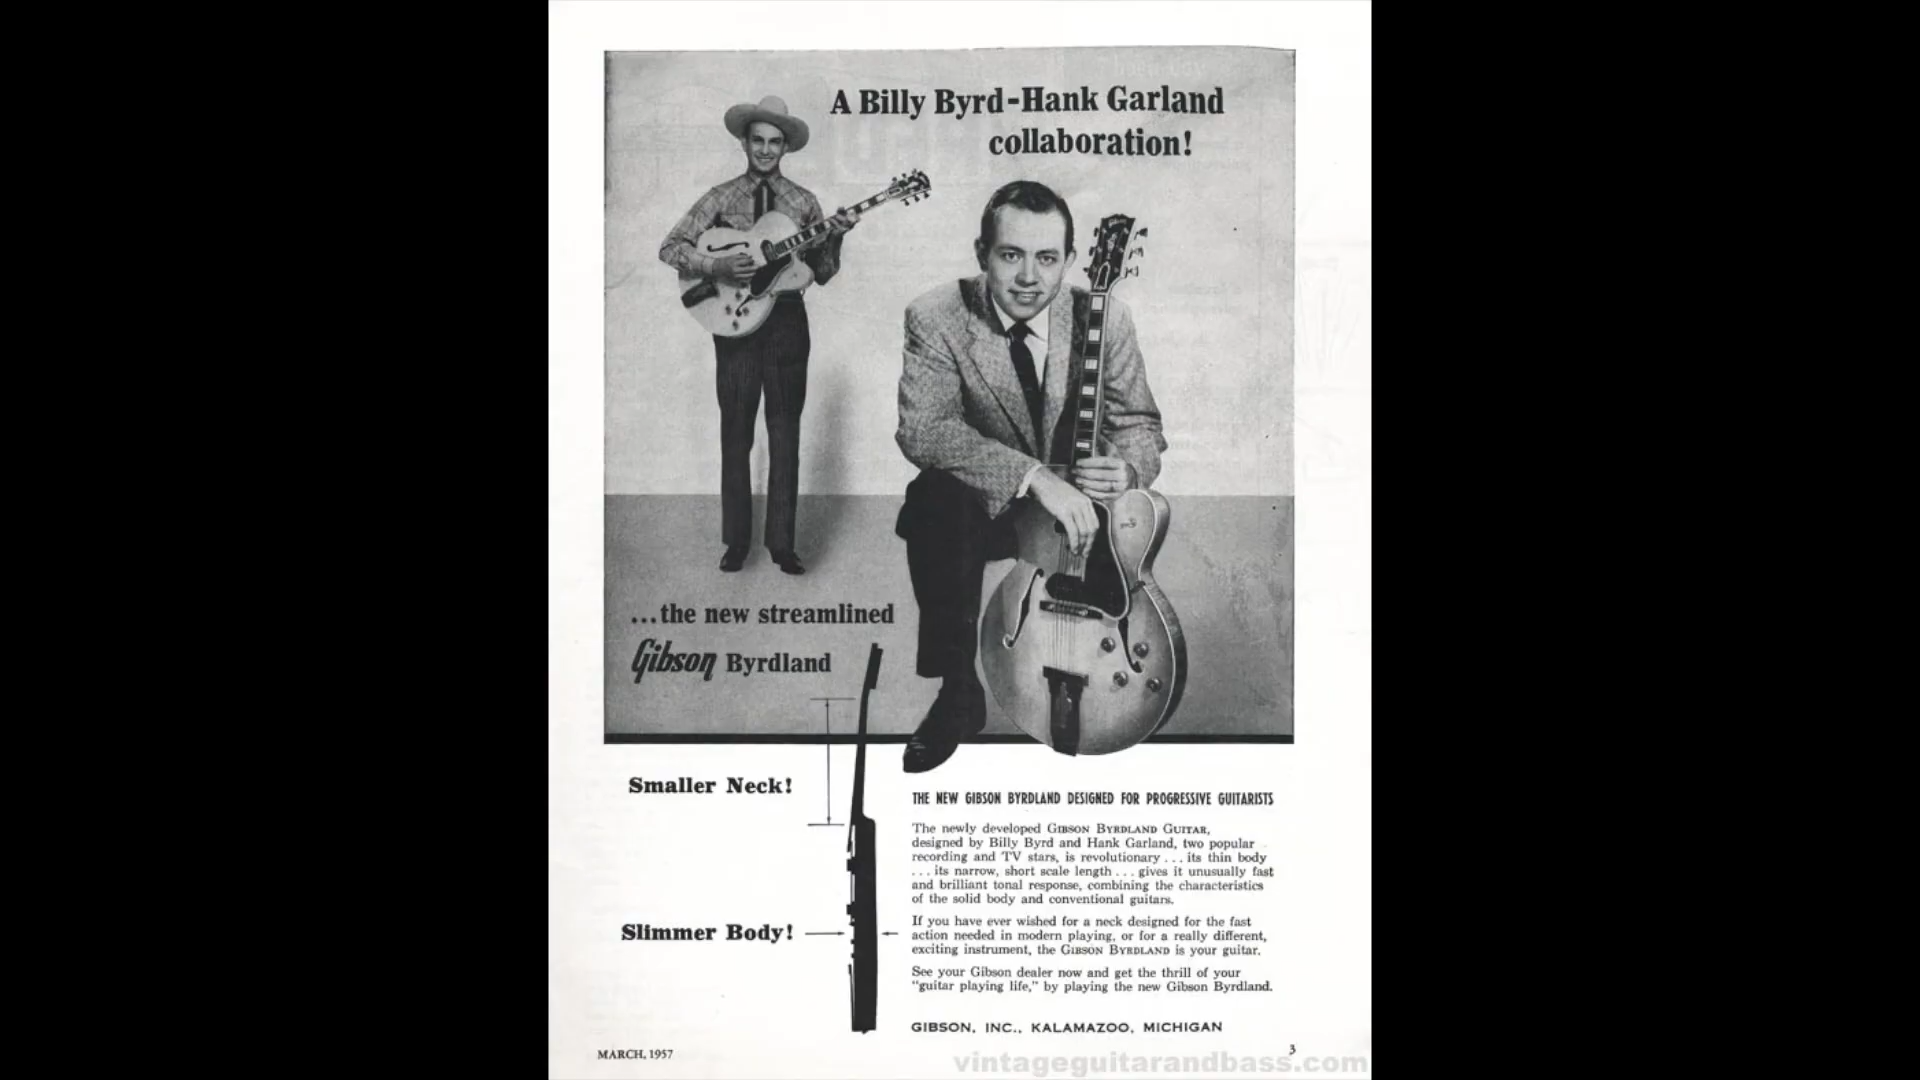 A Billy Byrd-Hank Garland
collaboration!
...the new streamlined
Gibson Byrdland
Smaller Neck!
Slimmer Body!
THE NEW GIBSON BYRDLAND DESIGNED FOR PROGRESSIVE GUITARISTS
The newly developed GIBSON BYRDLAND GUITAR,
designed by Billy Byrd and Hank Garland, two popular
recording and TV stars, is revolutionary . . . its thin body
. . . its narrow, short scale length . . . gives it unusually fast
and brilliant tonal response, combining the characteristics
of the solid body and conventional guitars.
If you have ever wished for a neck designed for the fast
action needed in modern playing, or for a really different,
exciting instrument, the GIBSON BYRDLAND is your guitar.
See your Gibson dealer now and get the thrill of your
"guitar playing life," by playing the new Gibson Byrdland.
GIBSON, INC., KALAMAZOO, MICHIGAN
MARCH, 1957
3
vintageguitarandbass.com